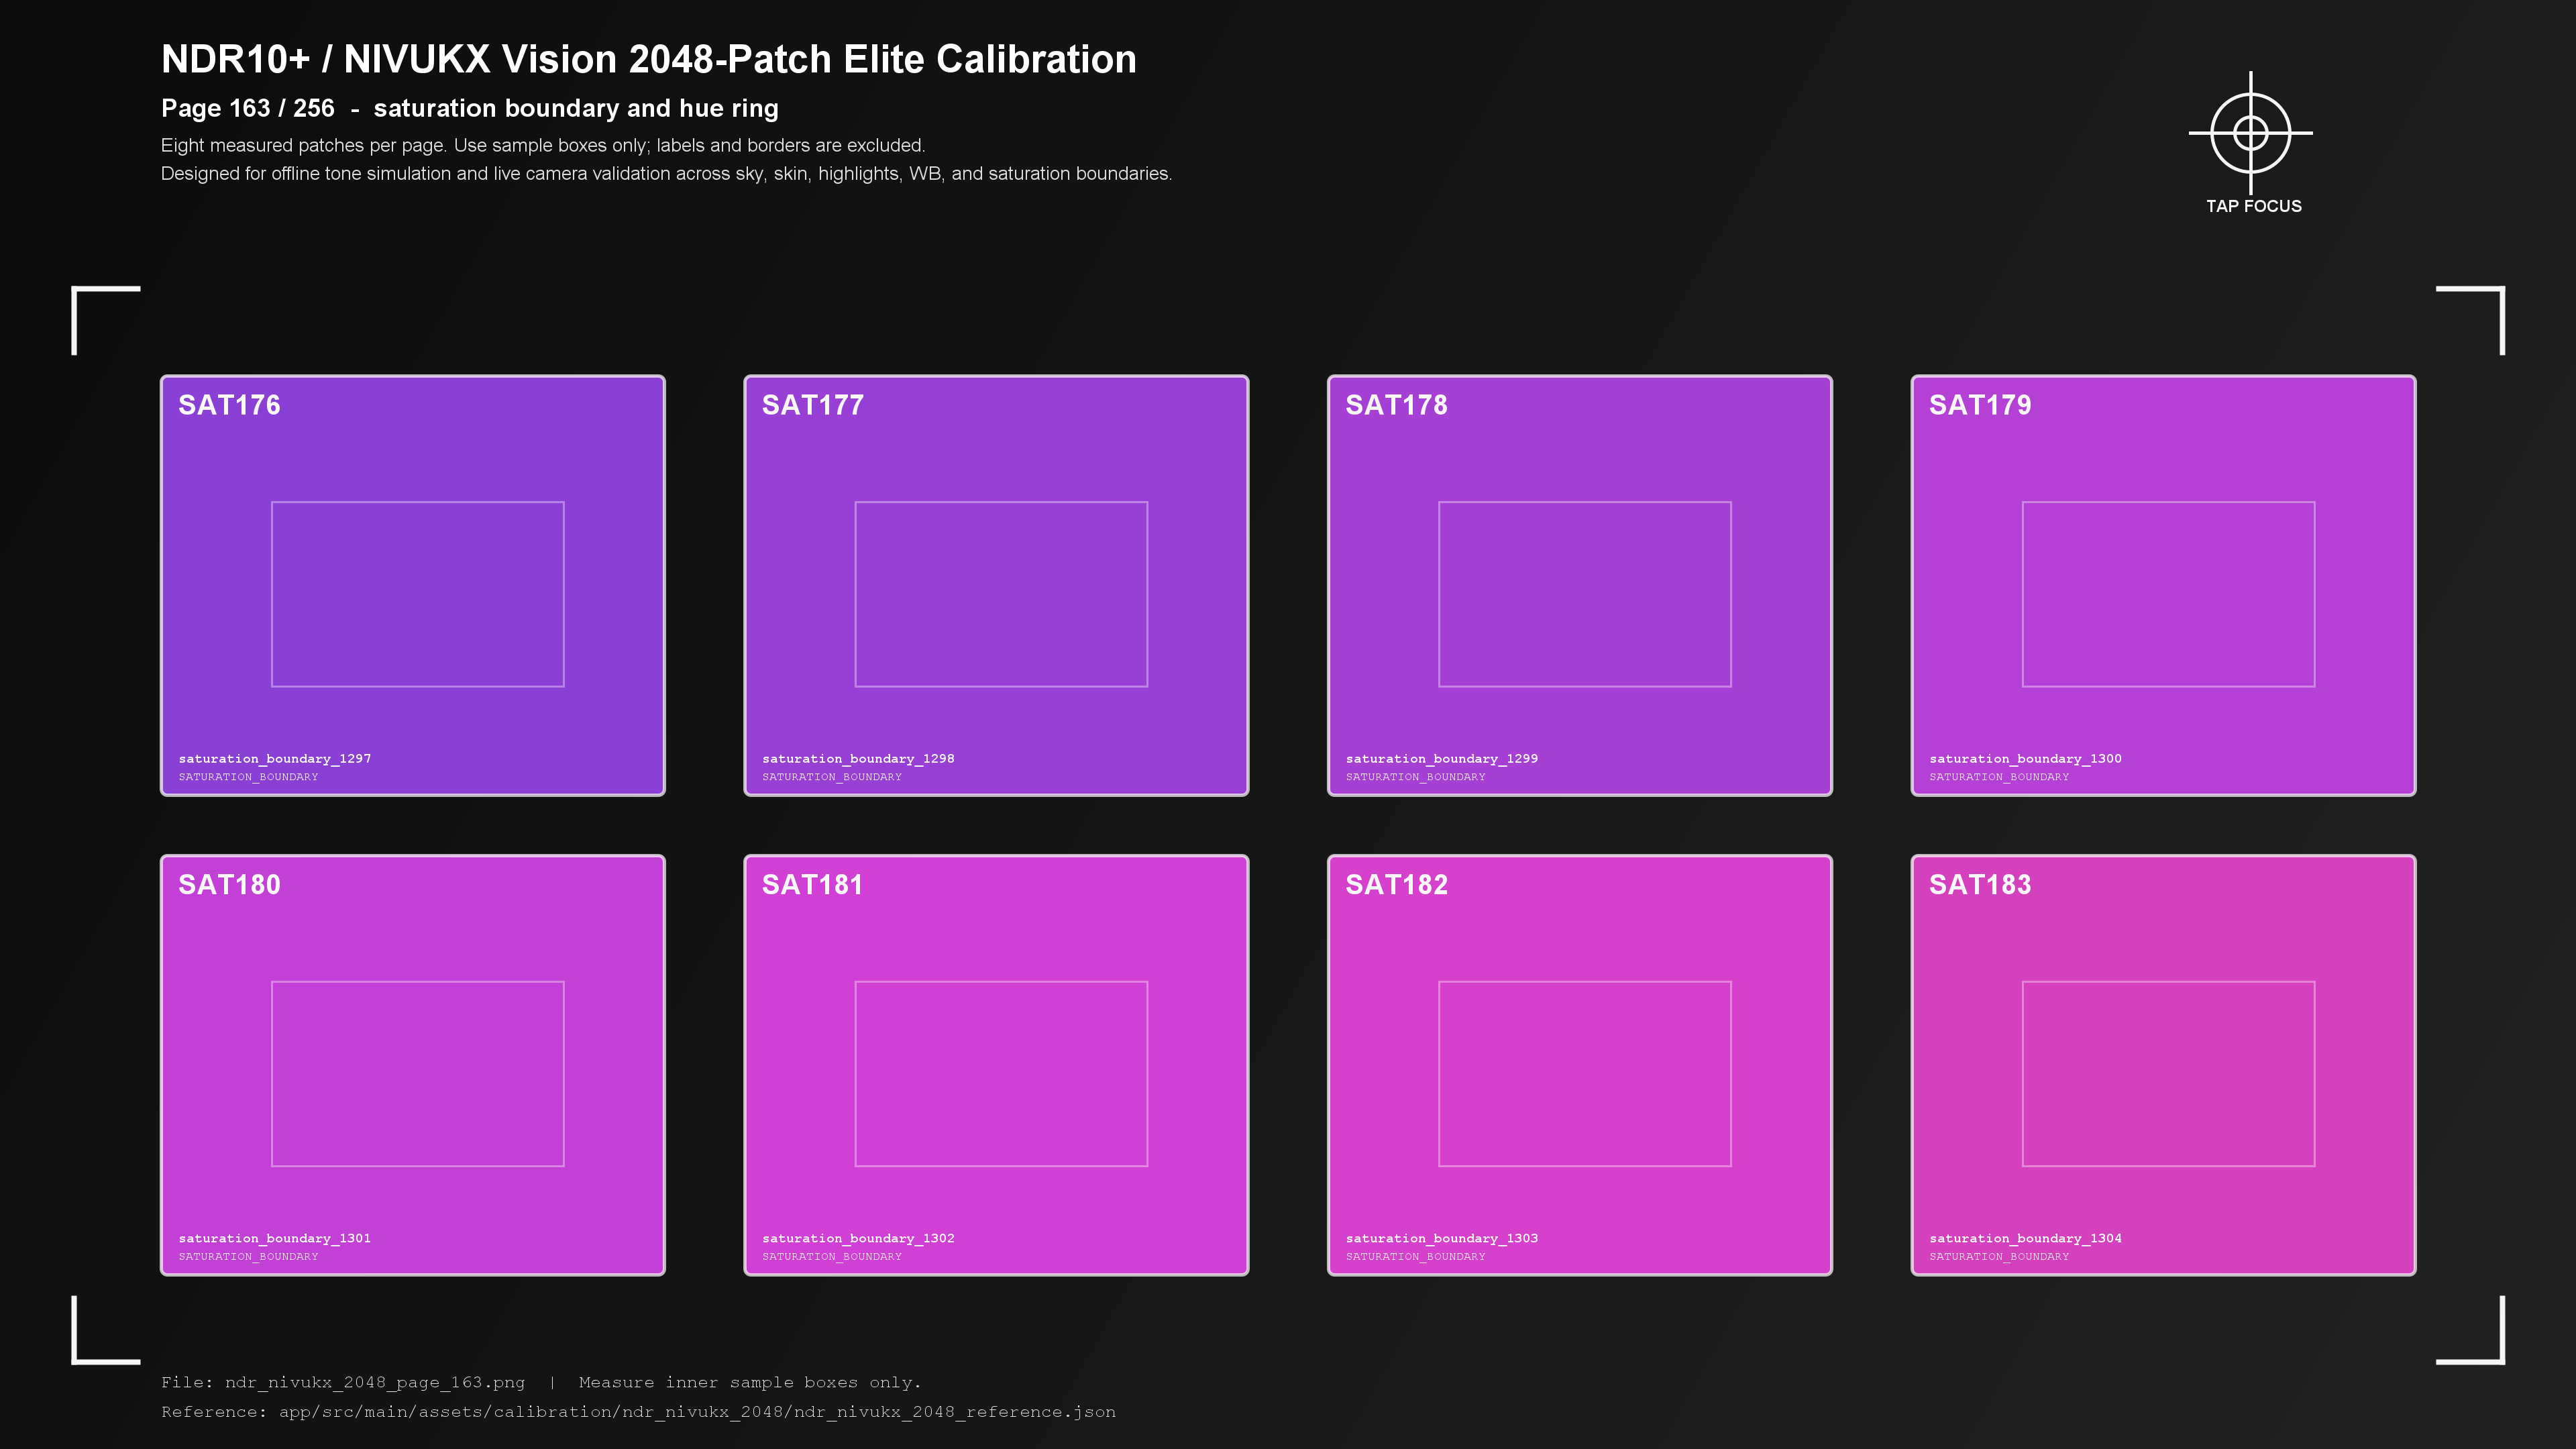 NDR10+ / NIVUKX Vision 2048-Patch Elite Calibration
Page 163 / 256 - saturation boundary and hue ring
Eight measured patches per page. Use sample boxes only; labels and borders are excluded.
Designed for offline tone simulation and live camera validation across sky, skin, highlights, WB, and saturation boundaries.
TAP FOCUS
SAT176
saturation_boundary_1297
SATURATION_BOUNDARY
SAT177
saturation_boundary_1298
SATURATION_BOUNDARY
SAT178
saturation_boundary_1299
SATURATION_BOUNDARY
SAT179
saturation_boundary_1300
SATURATION_BOUNDARY
SAT180
saturation_boundary_1301
SATURATION_BOUNDARY
SAT181
saturation_boundary_1302
SATURATION_BOUNDARY
SAT182
saturation_boundary_1303
SATURATION_BOUNDARY
SAT183
saturation_boundary_1304
SATURATION_BOUNDARY
File: ndr_nivukx_2048_page_163.png | Measure inner sample boxes only.
Reference: app/src/main/assets/calibration/ndr_nivukx_2048/ndr_nivukx_2048_reference.json